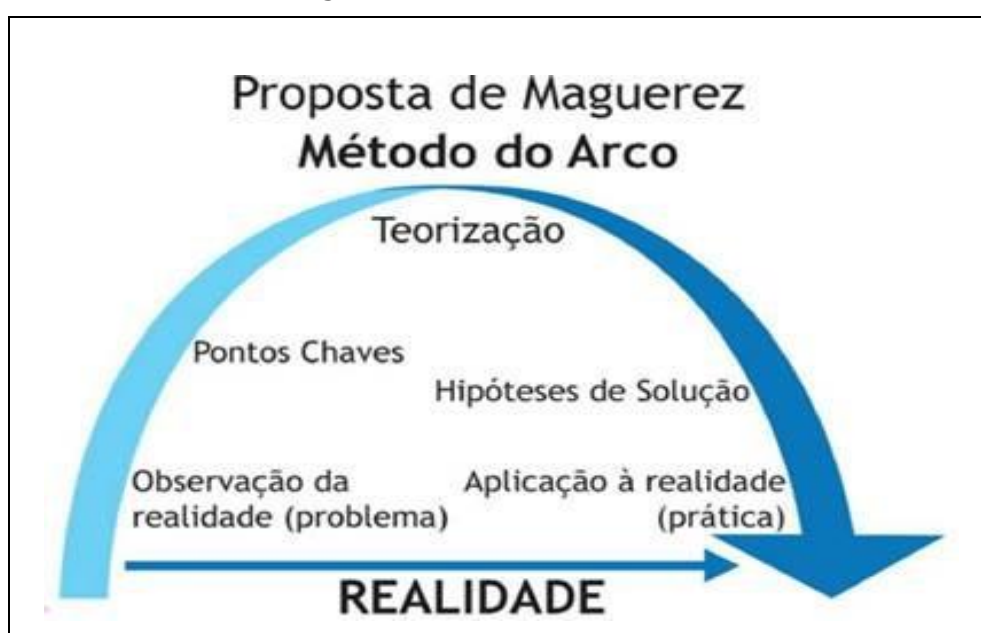 Proposta de Maguerez
Método do Arco
Teorização
Pontos Chaves
Hipóteses de Solução
Observação da
realidade (problema)
Aplicação à realidade
(prática)
REALIDADE